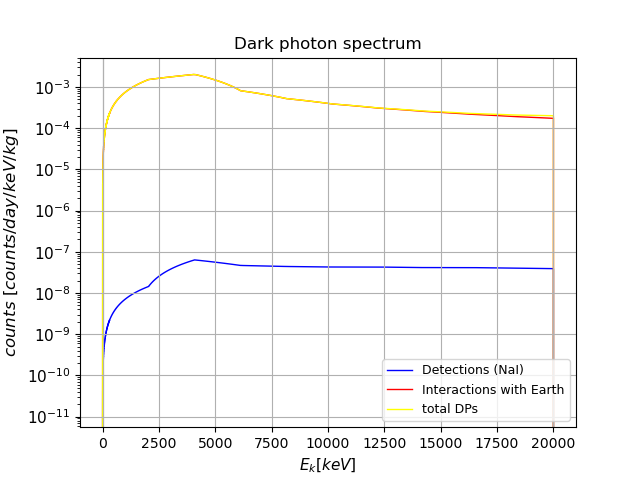 Dark photon spectrum
counts [counts/day/keV/kg]
10⁻³
10⁻⁴
10⁻⁵
10⁻⁶
10⁻⁷
10⁻⁸
10⁻⁹
10⁻¹⁰
10⁻¹¹
Detections (NaI)
Interactions with Earth
total DPs
0 2500 5000 7500 10000 12500 15000 17500 20000
E_k[keV]